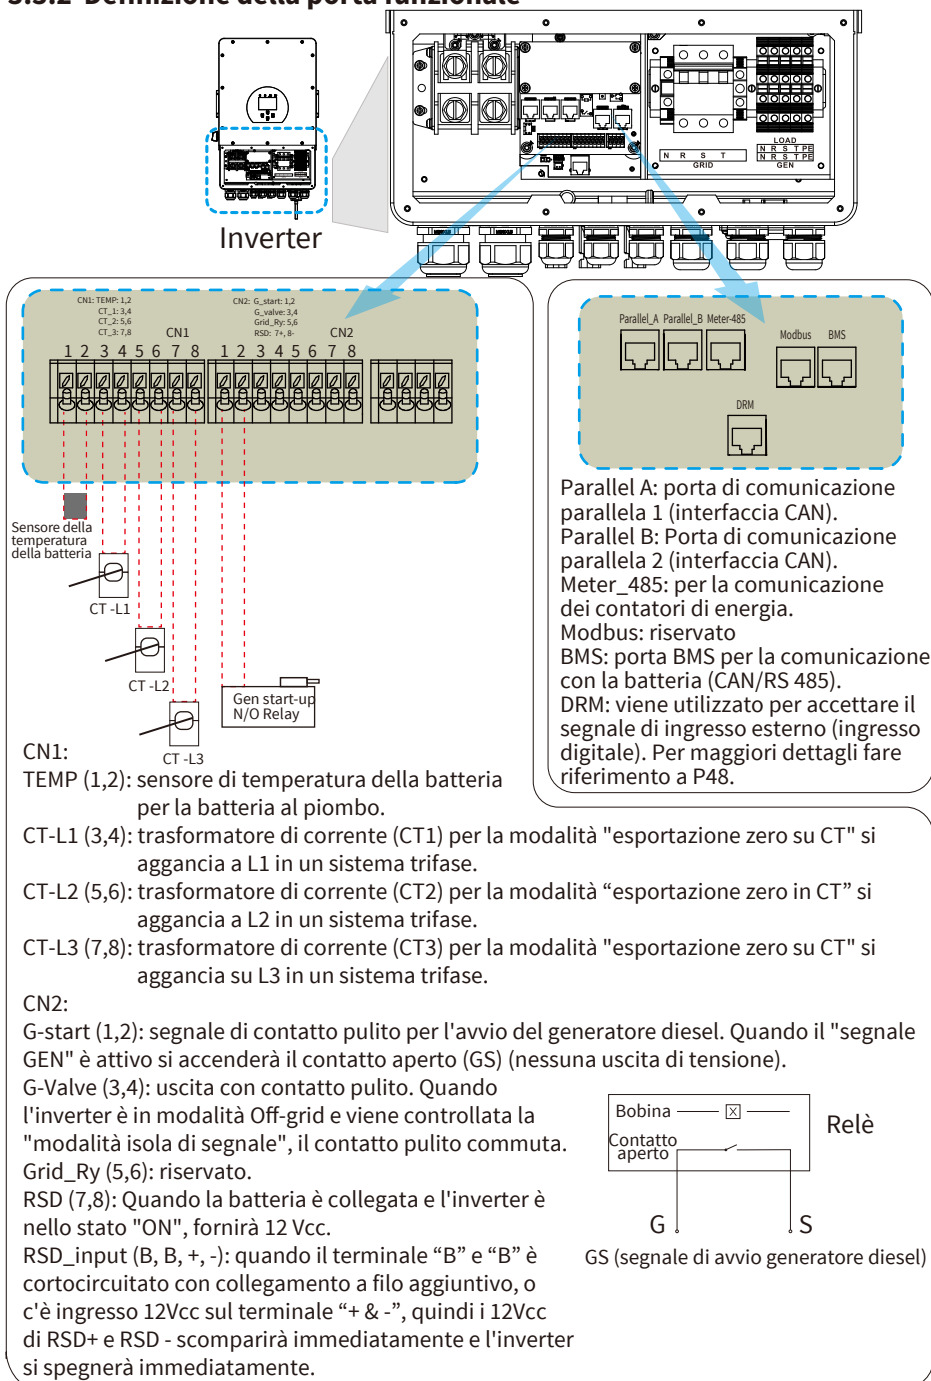 3.3.2 Definizione della porta funzionale
LOAD
N R S T PE
N R S T PE
GEN
N R S T
GRID
Inverter
CN1: TEMP: 1,2
CT_1: 3,4
CT_2: 5,6
CT_3: 7,8
CN1
1 2 3 4 5 6 7 8
CN2: G_start: 1,2
G_valve: 3,4
Grid_Ry: 5,6
RSD: 7+, 8-
CN2
1 2 3 4 5 6 7 8
Sensore della
temperatura
della batteria
CT -L1
CT -L2
CT -L3
Gen start-up
N/O Relay
Parallel_A Parallel_B Meter-485
Modbus BMS
DRM
Parallel A: porta di comunicazione
parallela 1 (interfaccia CAN).
Parallel B: Porta di comunicazione
parallela 2 (interfaccia CAN).
Meter_485: per la comunicazione
dei contatori di energia.
Modbus: riservato
BMS: porta BMS per la comunicazione
con la batteria (CAN/RS 485).
DRM: viene utilizzato per accettare il
segnale di ingresso esterno (ingresso
digitale). Per maggiori dettagli fare
riferimento a P48.
CN1:
TEMP (1,2): sensore di temperatura della batteria
per la batteria al piombo.
CT-L1 (3,4): trasformatore di corrente (CT1) per la modalità "esportazione zero su CT" si
aggancia a L1 in un sistema trifase.
CT-L2 (5,6): trasformatore di corrente (CT2) per la modalità “esportazione zero in CT” si
aggancia a L2 in un sistema trifase.
CT-L3 (7,8): trasformatore di corrente (CT3) per la modalità "esportazione zero su CT" si
aggancia su L3 in un sistema trifase.
CN2:
G-start (1,2): segnale di contatto pulito per l'avvio del generatore diesel. Quando il "segnale
GEN" è attivo si accenderà il contatto aperto (GS) (nessuna uscita di tensione).
G-Valve (3,4): uscita con contatto pulito. Quando
l'inverter è in modalità Off-grid e viene controllata la
"modalità isola di segnale", il contatto pulito commuta.
Grid_Ry (5,6): riservato.
RSD (7,8): Quando la batteria è collegata e l'inverter è
nello stato "ON", fornirà 12 Vcc.
RSD_input (B, B, +, -): quando il terminale “B” e “B” è
cortocircuitato con collegamento a filo aggiuntivo, o
c'è ingresso 12Vcc sul terminale “+ & -”, quindi i 12Vcc
di RSD+ e RSD - scomparirà immediatamente e l'inverter
si spegnerà immediatamente.
Bobina
X
Contatto
aperto
Relè
G S
GS (segnale di avvio generatore diesel)